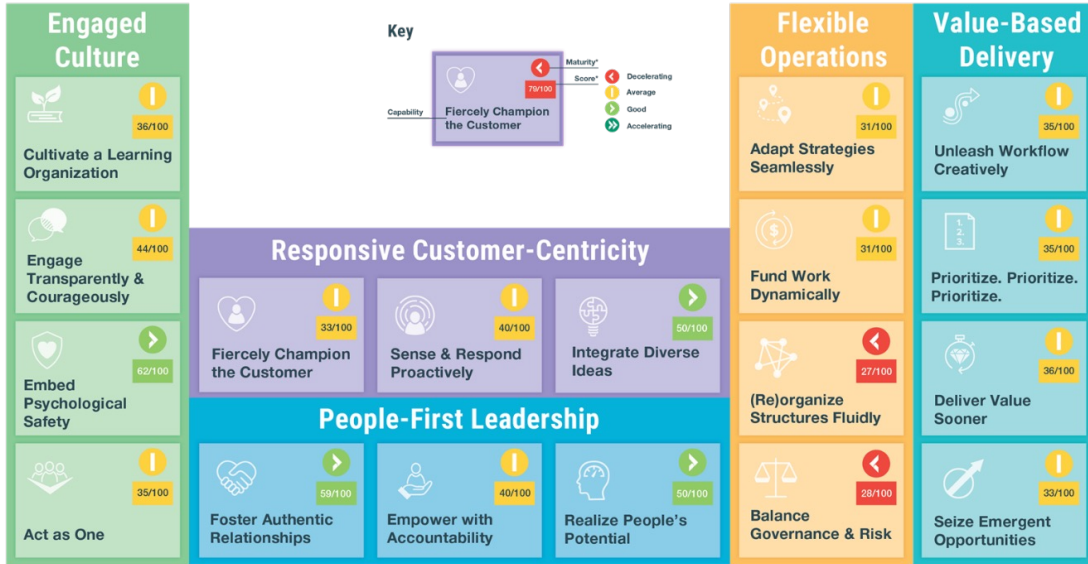 Engaged
Culture
36/100
Cultivate a Learning
Organization
44/100
Engage
Transparently &
Courageously
62/100
Embed
Psychological
Safety
35/100
Act as One
Key
Maturity*
Score*
79/100
Capability
Fiercely Champion
the Customer
Decelerating
Average
Good
Accelerating
Responsive Customer-Centricity
33/100
Fiercely Champion
the Customer
40/100
Sense & Respond
Proactively
50/100
Integrate Diverse
Ideas
People-First Leadership
59/100
Foster Authentic
Relationships
40/100
Empower with
Accountability
50/100
Realize People's
Potential
Flexible
Operations
31/100
Adapt Strategies
Seamlessly
$
31/100
Fund Work
Dynamically
27/100
(Re)organize
Structures Fluidly
28/100
Balance
Governance & Risk
Value-Based
Delivery
35/100
Unleash Workflow
Creatively
1.
2.
3.
35/100
Prioritize. Prioritize.
Prioritize.
36/100
Deliver Value
Sooner
33/100
Seize Emergent
Opportunities